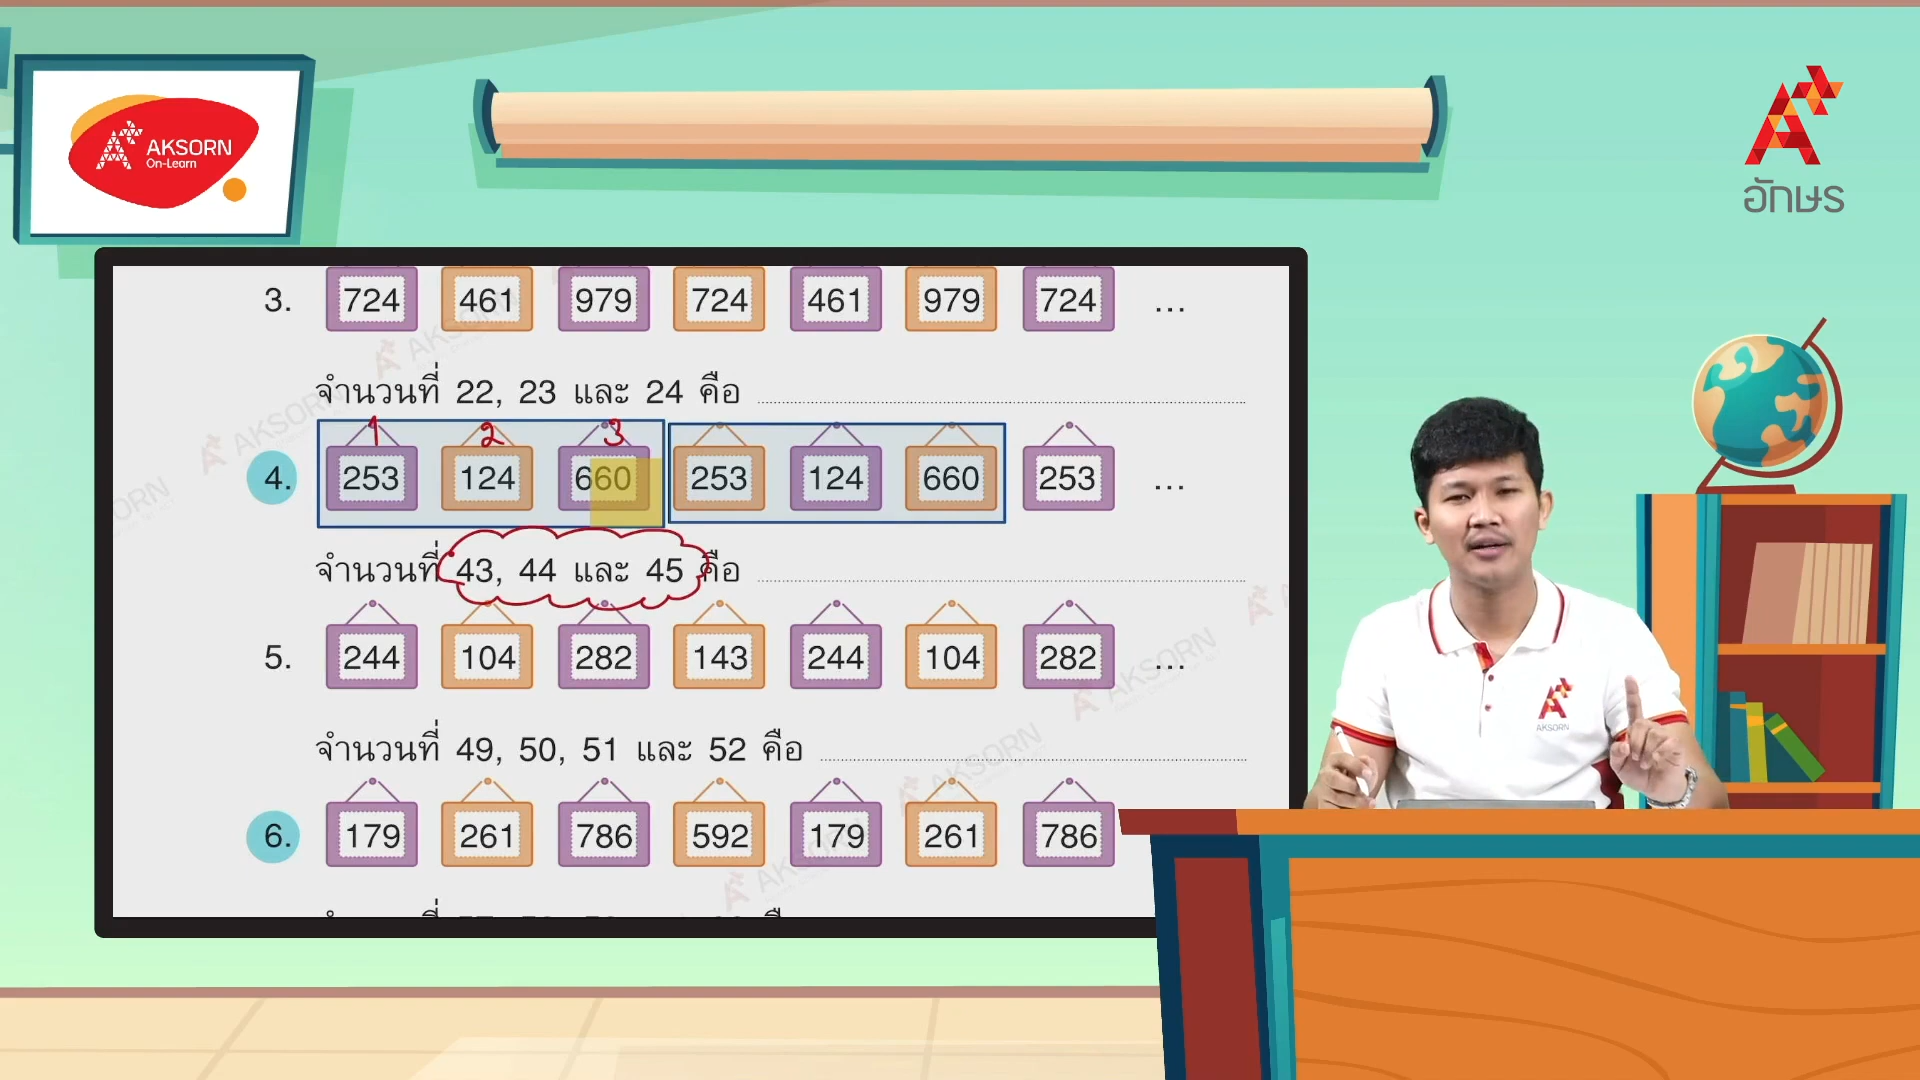 AKSORN
On-Learn
อักษร
3. 724 461 979 724 461 979 724 ...
จำนวนที่ 22, 23 และ 24 คือ
1 2 3
4. 253 124 660 253 124 660 253 ...
จำนวนที่ 43, 44 และ 45 คือ
5. 244 104 282 143 244 104 282 ...
จำนวนที่ 49, 50, 51 และ 52 คือ
6. 179 261 786 592 179 261 786
AKSORN